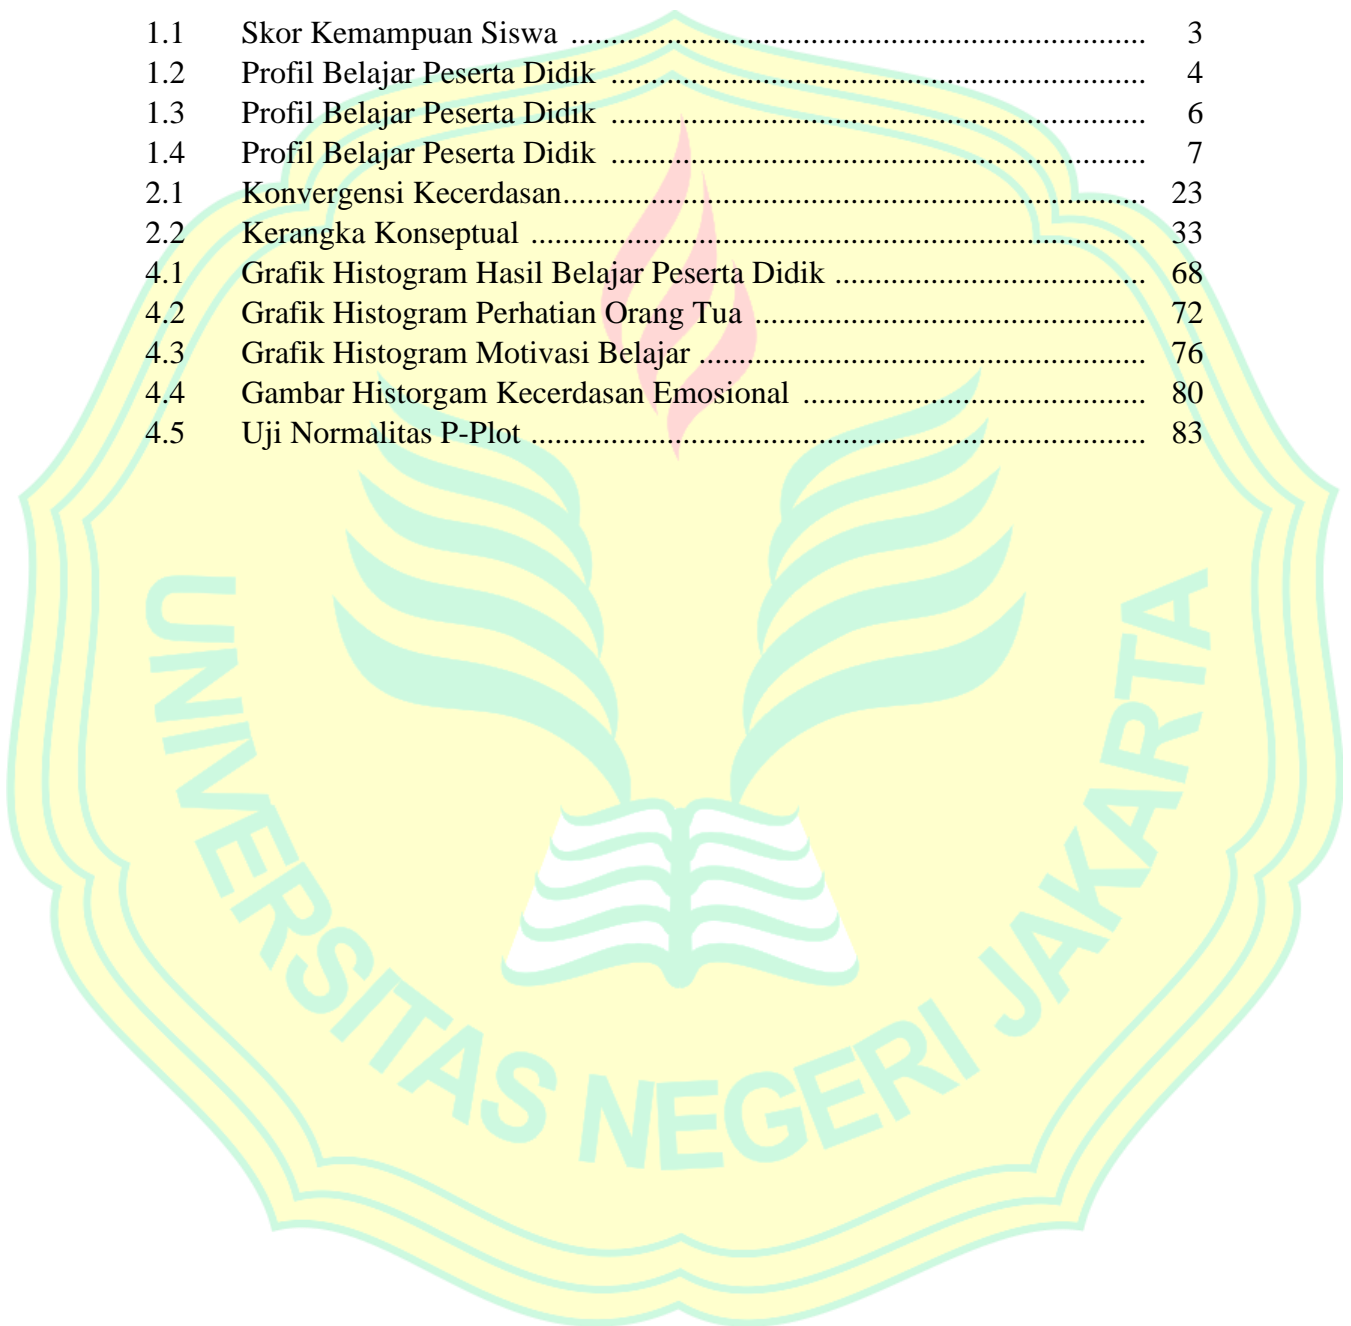 1.1 Skor Kemampuan Siswa ........................................................................ 3
1.2 Profil Belajar Peserta Didik ................................................................... 4
1.3 Profil Belajar Peserta Didik ................................................................... 6
1.4 Profil Belajar Peserta Didik ................................................................... 7
2.1 Konvergensi Kecerdasan......................................................................... 23
2.2 Kerangka Konseptual ............................................................................. 33
4.1 Grafik Histogram Hasil Belajar Peserta Didik ....................................... 68
4.2 Grafik Histogram Perhatian Orang Tua ................................................. 72
4.3 Grafik Histogram Motivasi Belajar ........................................................ 76
4.4 Gambar Historgam Kecerdasan Emosional ........................................... 80
4.5 Uji Normalitas P-Plot ............................................................................. 83
UNIVERSITAS NEGERI JAKARTA